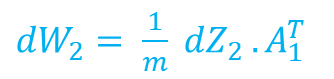 dW₂ = 1/m dZ₂ . A₁ᵀ